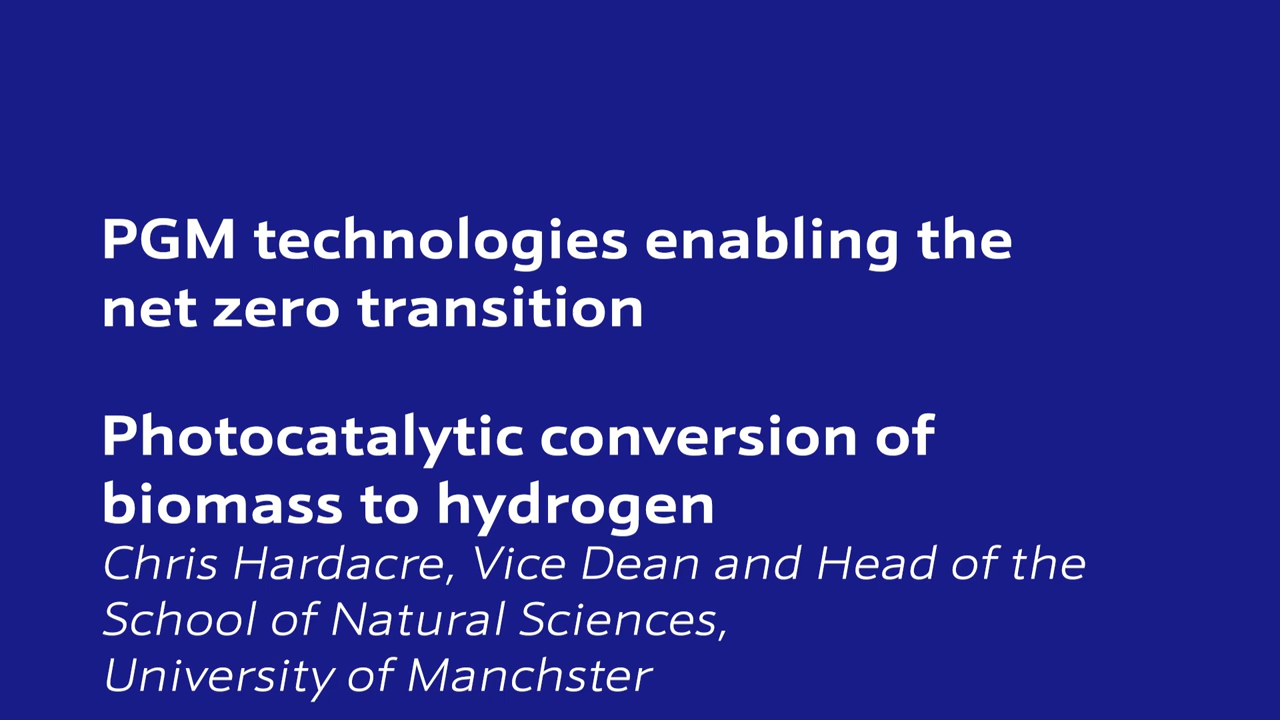 PGM technologies enabling the
net zero transition
Photocatalytic conversion of
biomass to hydrogen
Chris Hardacre, Vice Dean and Head of the
School of Natural Sciences,
University of Manchster